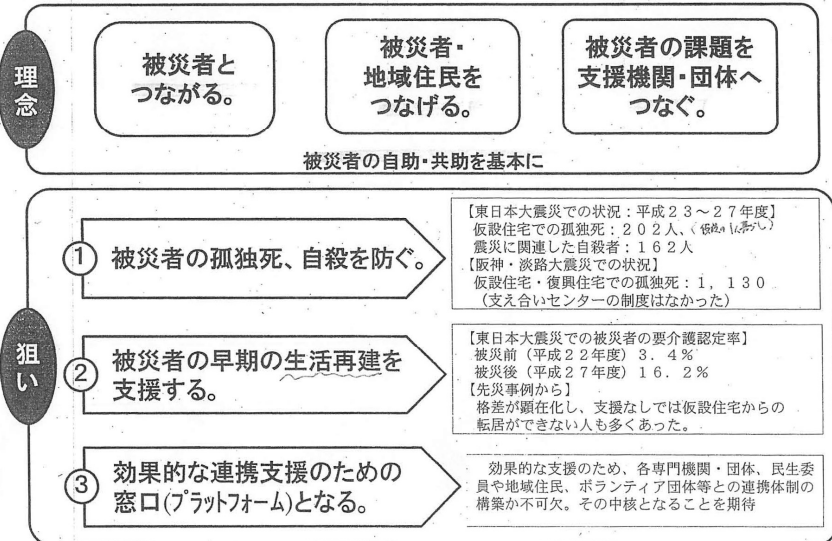 理念
被災者と
つながる。
被災者・
地域住民を
つなげる。
被災者の課題を
支援機関・団体へ
つなぐ。
被災者の自助・共助を基本に
狙い
① 被災者の孤独死、自殺を防ぐ。
【東日本大震災での状況：平成２３～２７年度】
仮設住宅での孤独死：２０２人、
震災に関連した自殺者：１６２人
【阪神・淡路大震災での状況】
仮設住宅・復興住宅での孤独死：１，１３０
（支え合いセンターの制度はなかった）
② 被災者の早期の生活再建を
支援する。
【東日本大震災での被災者の要介護認定率】
被災前（平成２２年度）３．４％
被災後（平成２７年度）１６．２％
【先災事例から】
格差が顕在化し、支援なしでは仮設住宅からの
転居ができない人も多くあった。
③ 効果的な連携支援のための
窓口(ﾌﾟﾗｯﾄﾌｫｰﾑ)となる。
効果的な支援のため、各専門機関・団体、民生委
員や地域住民、ボランティア団体等との連携体制の
構築か不可欠。その中核となることを期待